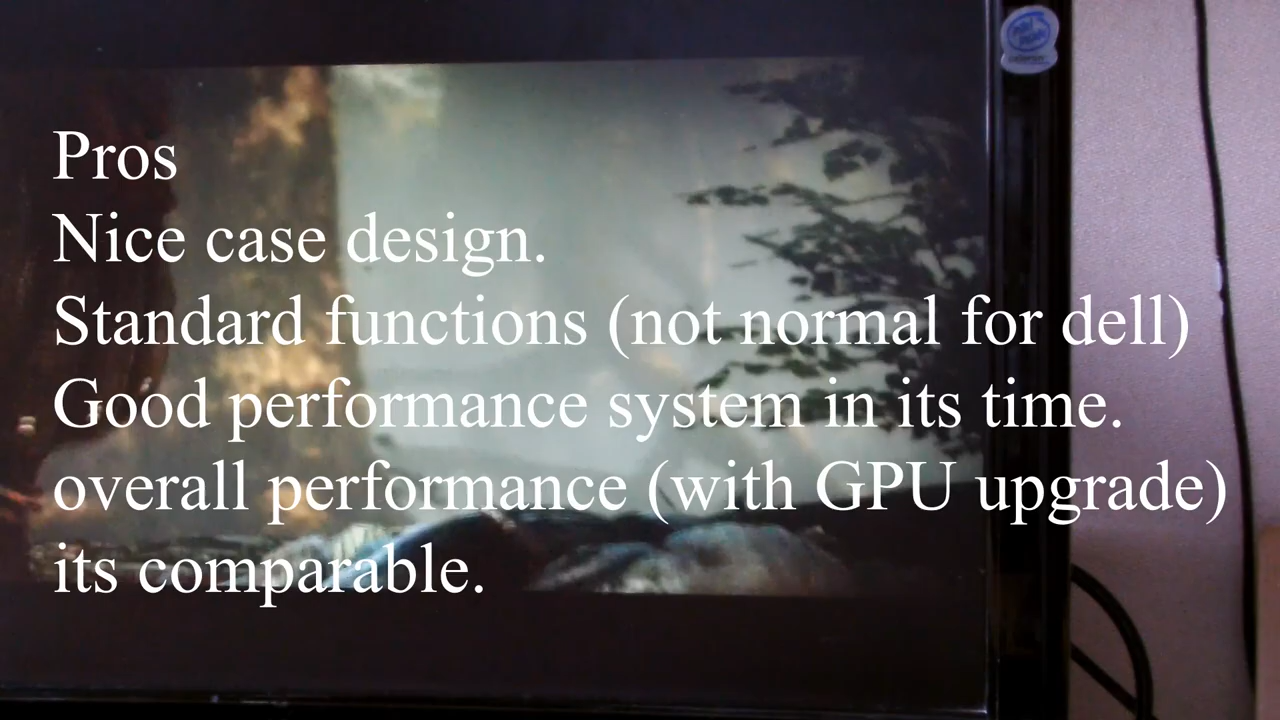 Pros
Nice case design.
Standard functions (not normal for dell)
Good performance system in its time.
overall performance (with GPU upgrade)
its comparable.